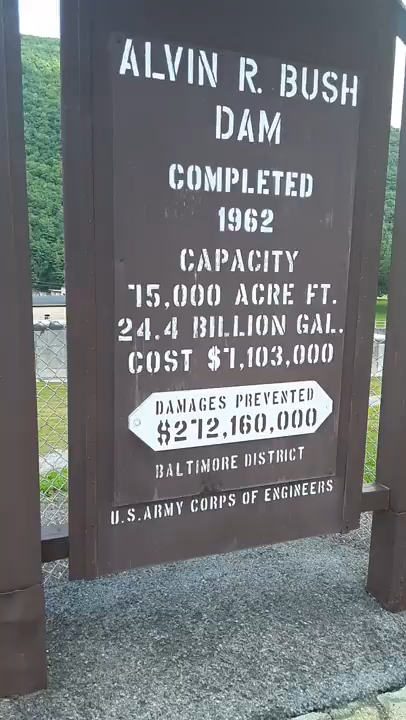 ALVIN R. BUSH
DAM
COMPLETED
1962
CAPACITY
75,000 ACRE FT.
24.4 BILLION GAL.
COST $7,103,000
DAMAGES PREVENTED
$272,160,000
BALTIMORE DISTRICT
U.S. ARMY CORPS OF ENGINEERS